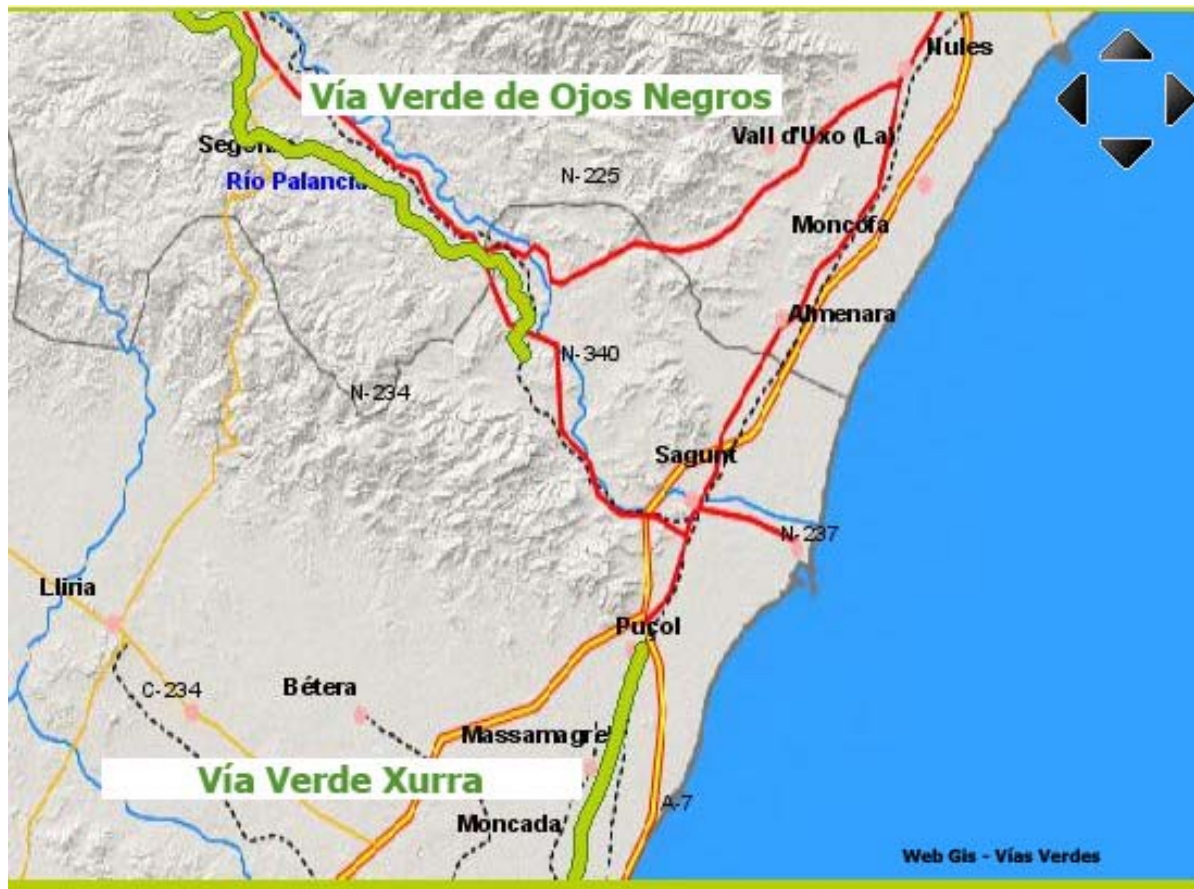 Nules
Vía Verde de Ojos Negros
Vall d'Uxo (La)
N-225
Río Palancia
Moncofa
Almenara
N-340
N-234
Sagunt
N-237
Llíria
Puçol
C-234
Bétera
Massamagre
Vía Verde Xurra
A-7
Moncada
Web Gis - Vías Verdes